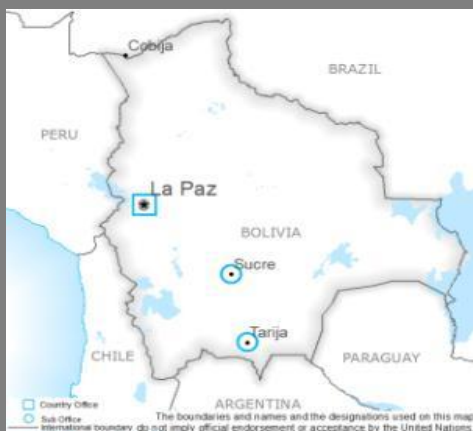 Cobija
BRAZIL
PERU
La Paz
BOLIVIA
Sucre
Tarija
CHILE
PARAGUAY
ARGENTINA
Country Office
Sub Office
The boundaries and names and the designations used on this map
International boundary
do not imply official endorsement or acceptance by the United Nations.